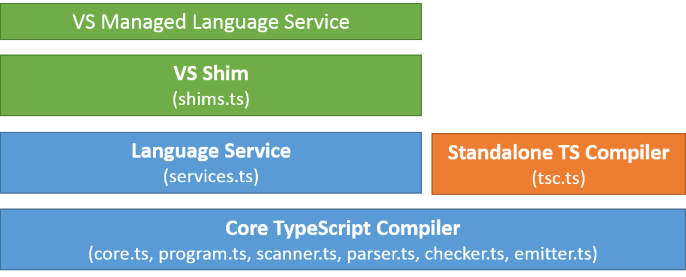 VS Managed Language Service
VS Shim
(shims.ts)
Language Service
(services.ts)
Standalone TS Compiler
(tsc.ts)
Core TypeScript Compiler
(core.ts, program.ts, scanner.ts, parser.ts, checker.ts, emitter.ts)